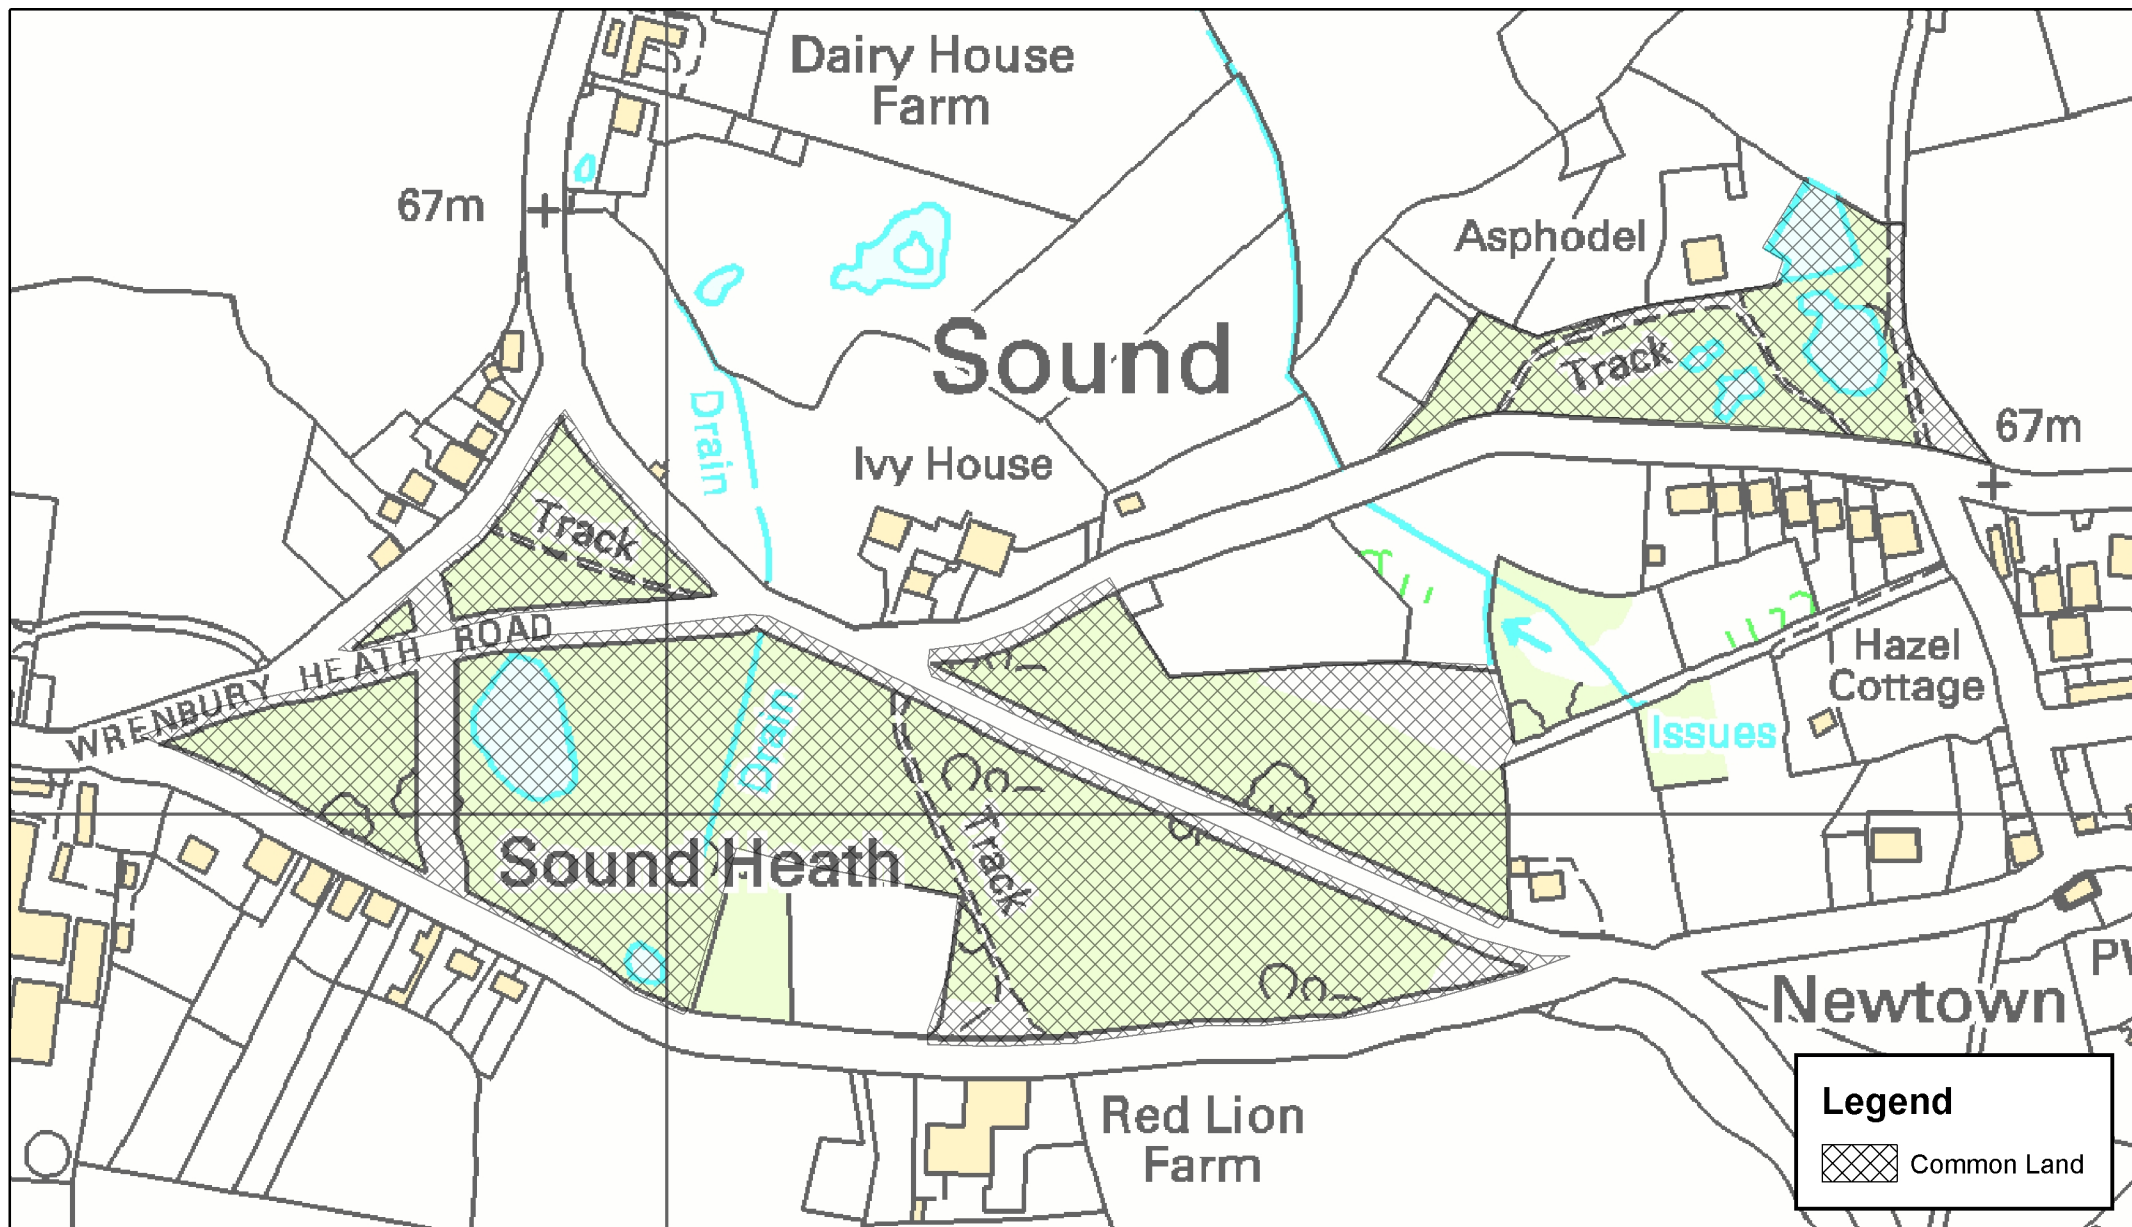 Dairy House
Farm
67m
Asphodel
Sound
Track
Drain
67m
Ivy House
Track
WRENBURY HEATH ROAD
Hazel
Cottage
Drain
Issues
Track
Sound Heath
Newtown
Red Lion
Farm
Legend
Common Land